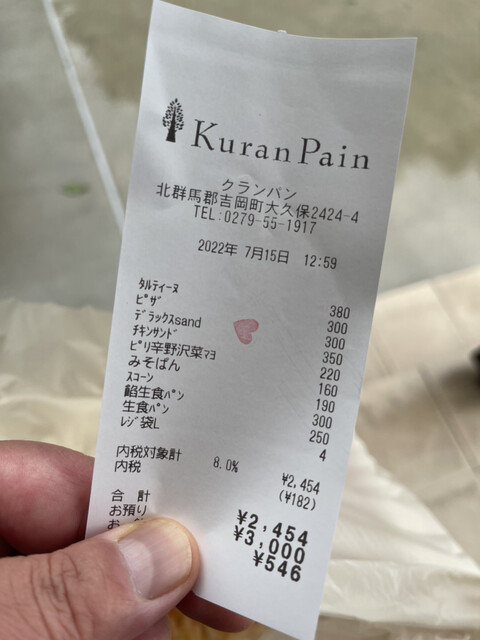 Kuran Pain
クランパン
北群馬郡吉岡町大久保2424-4
TEL:0279-55-1917
2022年 7月15日 12:59
ﾀﾙﾃｨｰﾇ 380
ﾋﾟｻﾞ 300
ﾃﾞﾗｯｸｽsand 300
ﾁｷﾝｻﾝﾄﾞ 350
ﾋﾟﾘ辛野沢菜ﾏﾖ 220
みそぱん 160
ｽｺｰﾝ 190
餡生食ﾊﾟﾝ 300
生食ﾊﾟﾝ 250
ﾚｼﾞ袋L 4
内税対象計 8.0% ¥2,454
内税 (¥182)
合 計 ¥2,454
お預り ¥3,000
¥546